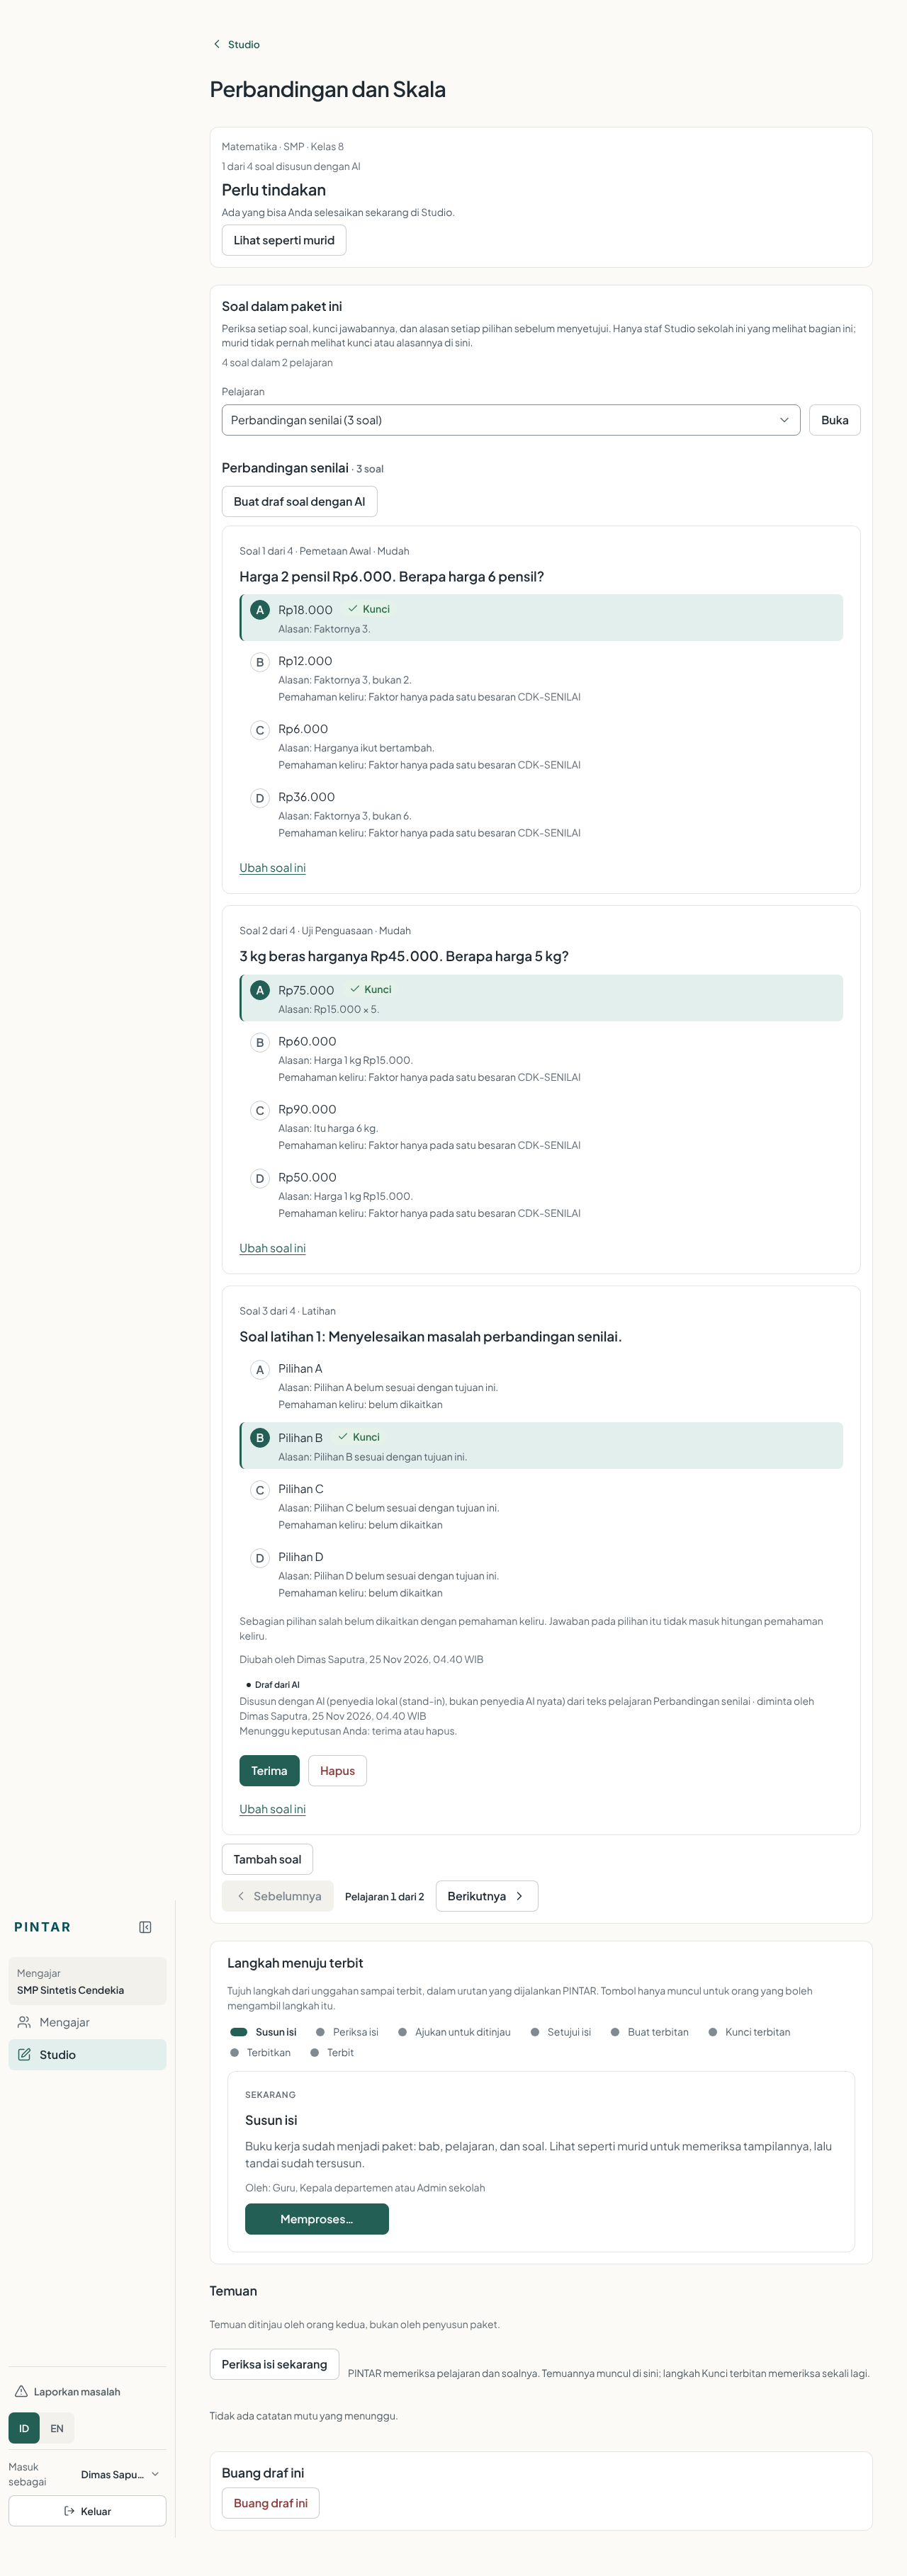 Studio
Perbandingan dan Skala
Matematika · SMP · Kelas 8
1 dari 4 soal disusun dengan AI
Perlu tindakan
Ada yang bisa Anda selesaikan sekarang di Studio.
Lihat seperti murid
Soal dalam paket ini
Periksa setiap soal, kunci jawabannya, dan alasan setiap pilihan sebelum menyetujui. Hanya staf Studio sekolah ini yang melihat bagian ini;
murid tidak pernah melihat kunci atau alasannya di sini.
4 soal dalam 2 pelajaran
Pelajaran
Perbandingan senilai (3 soal)
Buka
Perbandingan senilai · 3 soal
Buat draf soal dengan AI
Soal 1 dari 4 · Pemetaan Awal · Mudah
Harga 2 pensil Rp6.000. Berapa harga 6 pensil?
A Rp18.000 Kunci
Alasan: Faktornya 3.
B Rp12.000
Alasan: Faktornya 3, bukan 2.
Pemahaman keliru: Faktor hanya pada satu besaran CDK-SENILAI
C Rp6.000
Alasan: Harganya ikut bertambah.
Pemahaman keliru: Faktor hanya pada satu besaran CDK-SENILAI
D Rp36.000
Alasan: Faktornya 3, bukan 6.
Pemahaman keliru: Faktor hanya pada satu besaran CDK-SENILAI
Ubah soal ini
Soal 2 dari 4 · Uji Penguasaan · Mudah
3 kg beras harganya Rp45.000. Berapa harga 5 kg?
A Rp75.000 Kunci
Alasan: Rp15.000 × 5.
B Rp60.000
Alasan: Harga 1 kg Rp15.000.
Pemahaman keliru: Faktor hanya pada satu besaran CDK-SENILAI
C Rp90.000
Alasan: Itu harga 6 kg.
Pemahaman keliru: Faktor hanya pada satu besaran CDK-SENILAI
D Rp50.000
Alasan: Harga 1 kg Rp15.000.
Pemahaman keliru: Faktor hanya pada satu besaran CDK-SENILAI
Ubah soal ini
Soal 3 dari 4 · Latihan
Soal latihan 1: Menyelesaikan masalah perbandingan senilai.
A Pilihan A
Alasan: Pilihan A belum sesuai dengan tujuan ini.
Pemahaman keliru: belum dikaitkan
B Pilihan B Kunci
Alasan: Pilihan B sesuai dengan tujuan ini.
C Pilihan C
Alasan: Pilihan C belum sesuai dengan tujuan ini.
Pemahaman keliru: belum dikaitkan
D Pilihan D
Alasan: Pilihan D belum sesuai dengan tujuan ini.
Pemahaman keliru: belum dikaitkan
Sebagian pilihan salah belum dikaitkan dengan pemahaman keliru. Jawaban pada pilihan itu tidak masuk hitungan pemahaman
keliru.
Diubah oleh Dimas Saputra, 25 Nov 2026, 04.40 WIB
Draf dari AI
Disusun dengan AI (penyedia lokal (stand-in), bukan penyedia AI nyata) dari teks pelajaran Perbandingan senilai · diminta oleh
Dimas Saputra, 25 Nov 2026, 04.40 WIB
Menunggu keputusan Anda: terima atau hapus.
Terima
Hapus
Ubah soal ini
Tambah soal
Sebelumnya
Pelajaran 1 dari 2
Berikutnya
PINTAR
Mengajar
SMP Sintetis Cendekia
Mengajar
Studio
Laporkan masalah
ID
EN
Masuk
sebagai
Dimas Sapu...
Keluar
Langkah menuju terbit
Tujuh langkah dari unggahan sampai terbit, dalam urutan yang dijalankan PINTAR. Tombol hanya muncul untuk orang yang boleh
mengambil langkah itu.
Susun isi
Periksa isi
Ajukan untuk ditinjau
Setujui isi
Buat terbitan
Kunci terbitan
Terbitkan
Terbit
SEKARANG
Susun isi
Buku kerja sudah menjadi paket: bab, pelajaran, dan soal. Lihat seperti murid untuk memeriksa tampilannya, lalu
tandai sudah tersusun.
Oleh: Guru, Kepala departemen atau Admin sekolah
Memproses…
Temuan
Temuan ditinjau oleh orang kedua, bukan oleh penyusun paket.
Periksa isi sekarang
PINTAR memeriksa pelajaran dan soalnya. Temuannya muncul di sini; langkah Kunci terbitan memeriksa sekali lagi.
Tidak ada catatan mutu yang menunggu.
Buang draf ini
Buang draf ini